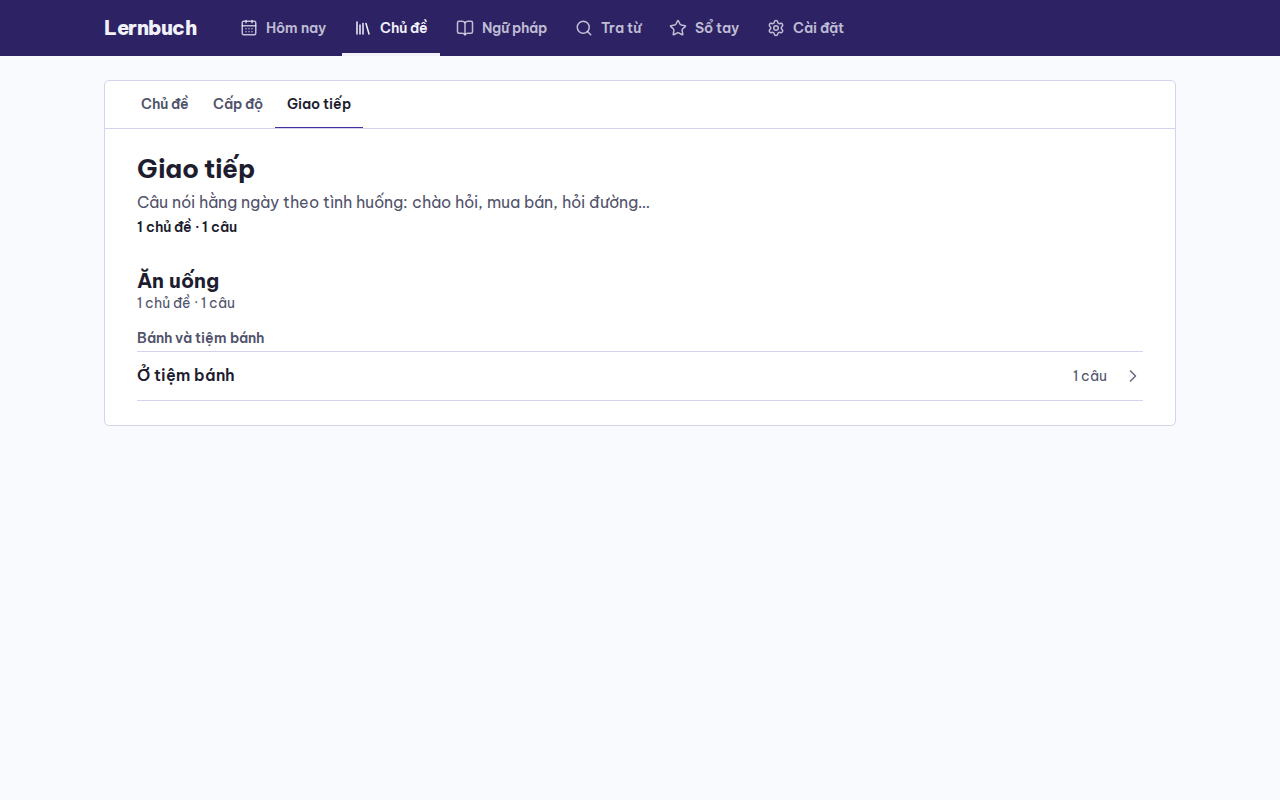 Lernbuch
Hôm nay
Chủ đề
Ngữ pháp
Tra từ
Sổ tay
Cài đặt
Chủ đề
Cấp độ
Giao tiếp
Giao tiếp
Câu nói hằng ngày theo tình huống: chào hỏi, mua bán, hỏi đường...
1 chủ đề · 1 câu
Ăn uống
1 chủ đề · 1 câu
Bánh và tiệm bánh
Ở tiệm bánh
1 câu